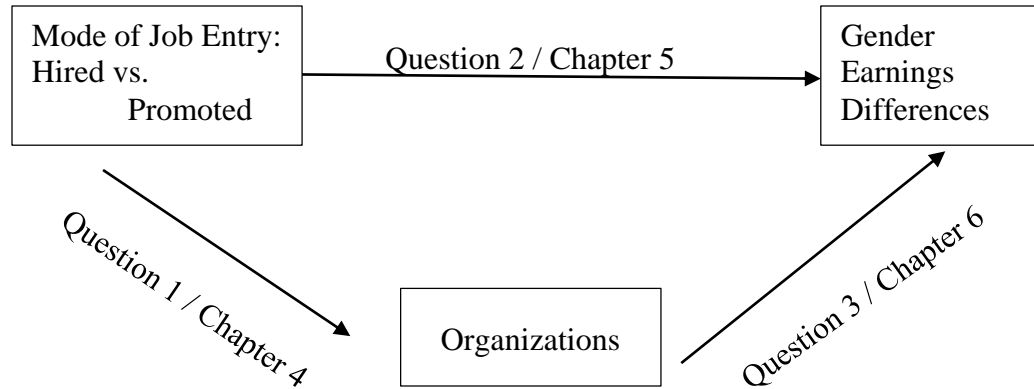 Mode of Job Entry:
Hired vs.
Promoted
Question 2 / Chapter 5
Gender
Earnings
Differences
Question 1 / Chapter 4
Organizations
Question 3 / Chapter 6